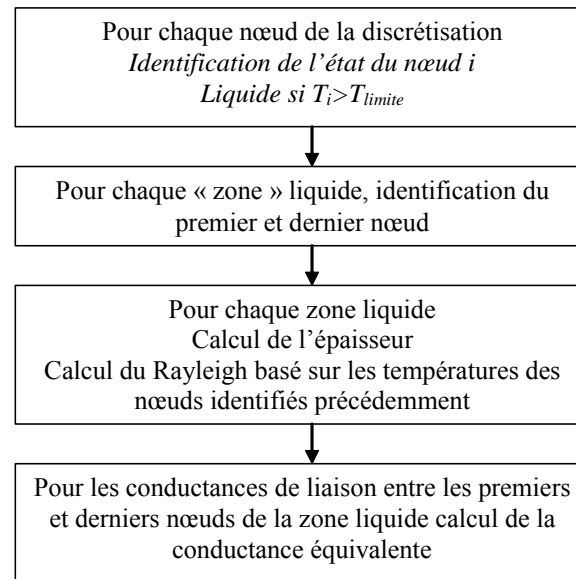 Pour chaque nœud de la discrétisation
Identification de l'état du nœud i
Liquide si Ti>Tlimite
Pour chaque « zone » liquide, identification du
premier et dernier nœud
Pour chaque zone liquide
Calcul de l'épaisseur
Calcul du Rayleigh basé sur les températures des
nœuds identifiés précédemment
Pour les conductances de liaison entre les premiers
et derniers nœuds de la zone liquide calcul de la
conductance équivalente